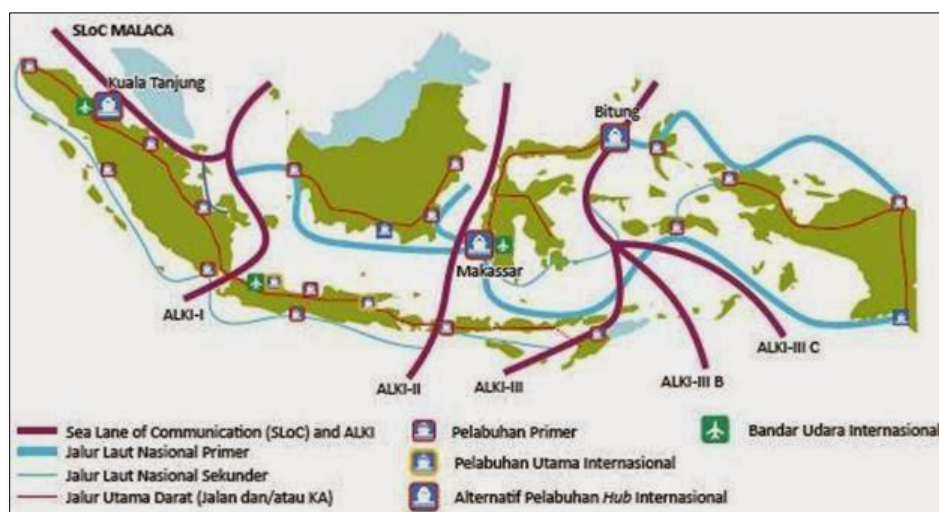 SLoC MALACA
Kuala Tanjung
Bitung
Makassar
ALKI-I
ALKI-II
ALKI-III
ALKI-III B
ALKI-III C
Sea Lane of Communication (SLoC) and ALKI
Jalur Laut Nasional Primer
Jalur Laut Nasional Sekunder
Jalur Utama Darat (Jalan dan/atau KA)
Pelabuhan Primer
Pelabuhan Utama Internasional
Alternatif Pelabuhan Hub Internasional
Bandar Udara Internasional